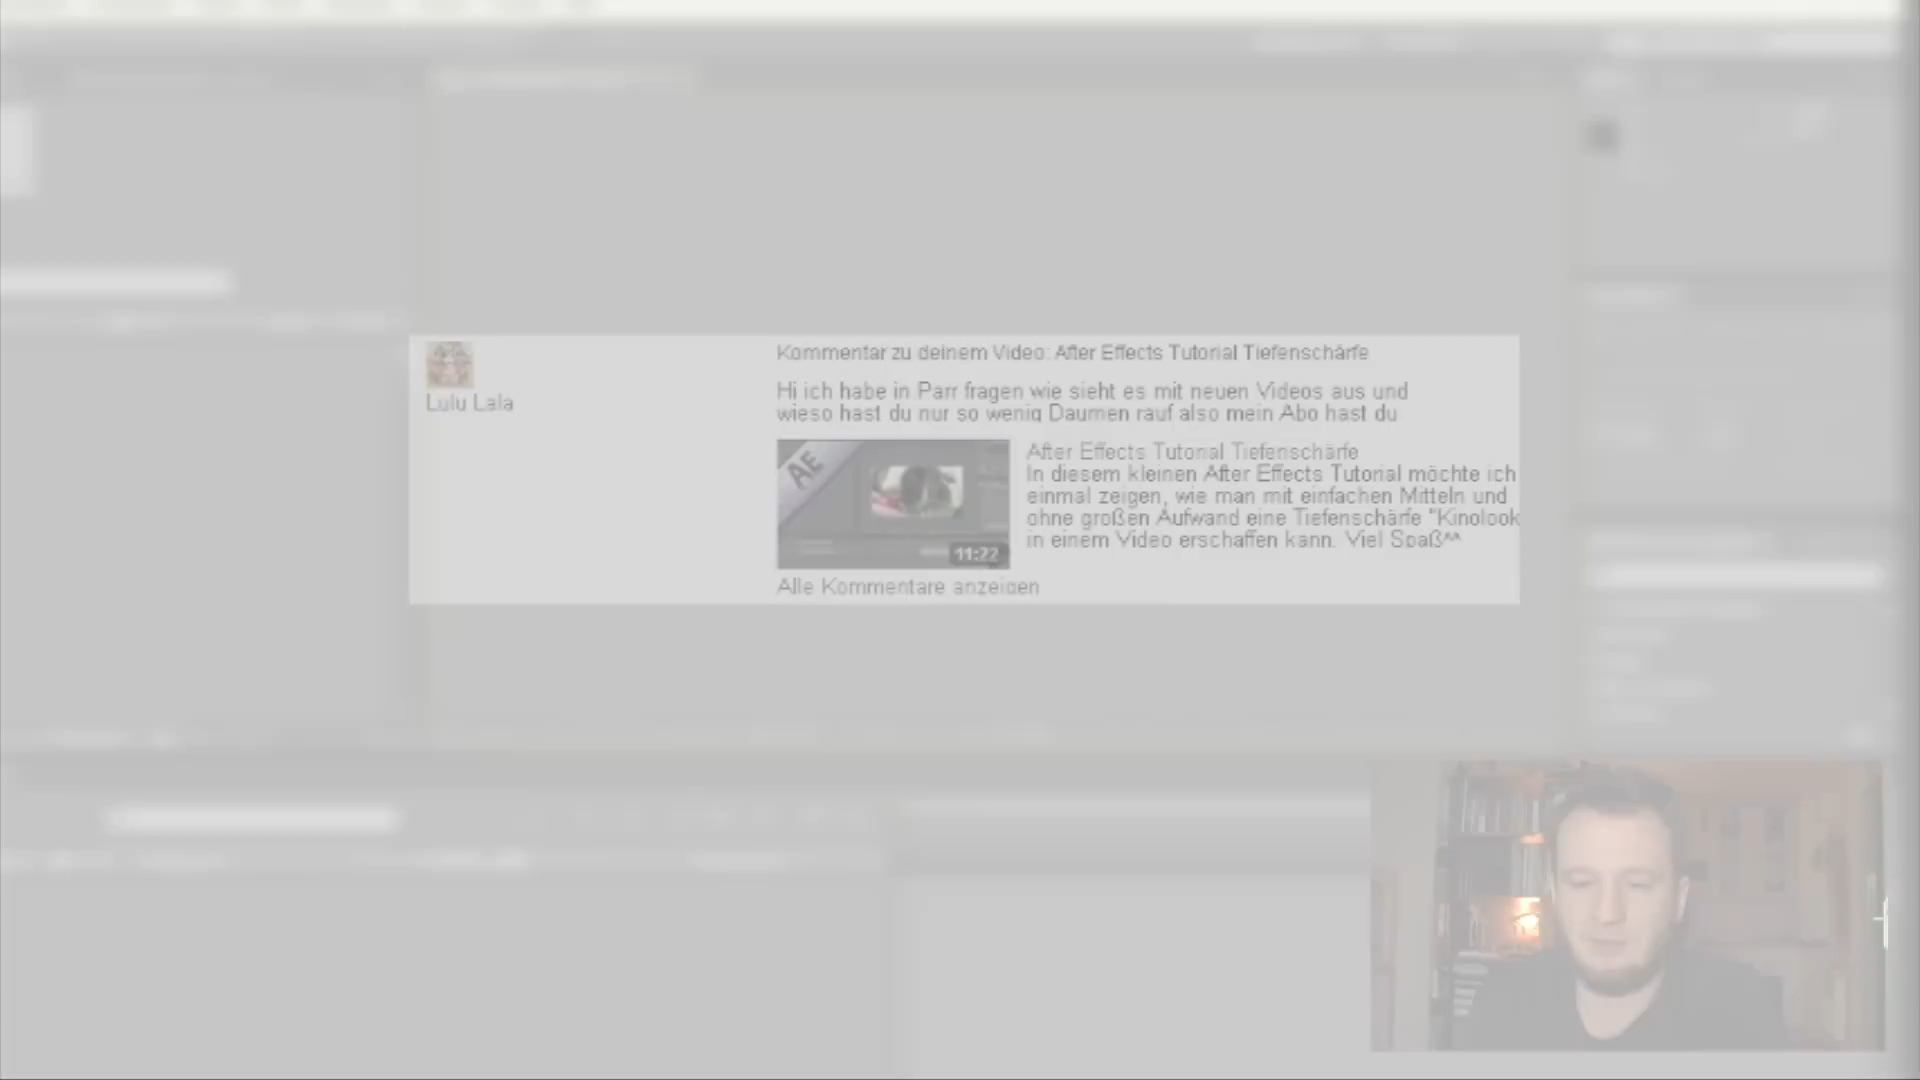 Kommentar zu deinem Video: After Effects Tutorial Tiefenschärfe
Lulu Lala
Hi ich habe in Parr fragen wie sieht es mit neuen Videos aus und
wieso hast du nur so wenig Daumen rauf also mein Abo hast du
AE
11:22
After Effects Tutorial Tiefenschärfe
In diesem kleinen After Effects Tutorial möchte ich
einmal zeigen, wie man mit einfachen Mitteln und
ohne großen Aufwand eine Tiefenschärfe "Kinolook
in einem Video erschaffen kann. Viel Spaß^^
Alle Kommentare anzeigen